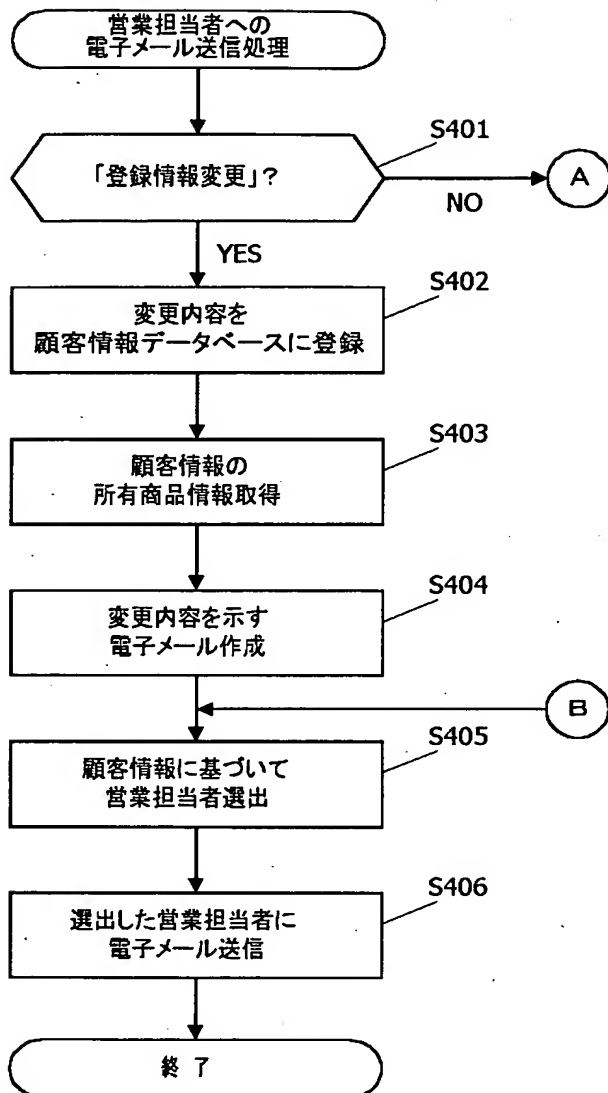 営業担当者への
電子メール送信処理
S401
「登録情報変更」?
A
NO
YES
S402
変更内容を
顧客情報データベースに登録
S403
顧客情報の
所有商品情報取得
S404
変更内容を示す
電子メール作成
B
S405
顧客情報に基づいて
営業担当者選出
S406
選出した営業担当者に
電子メール送信
終了